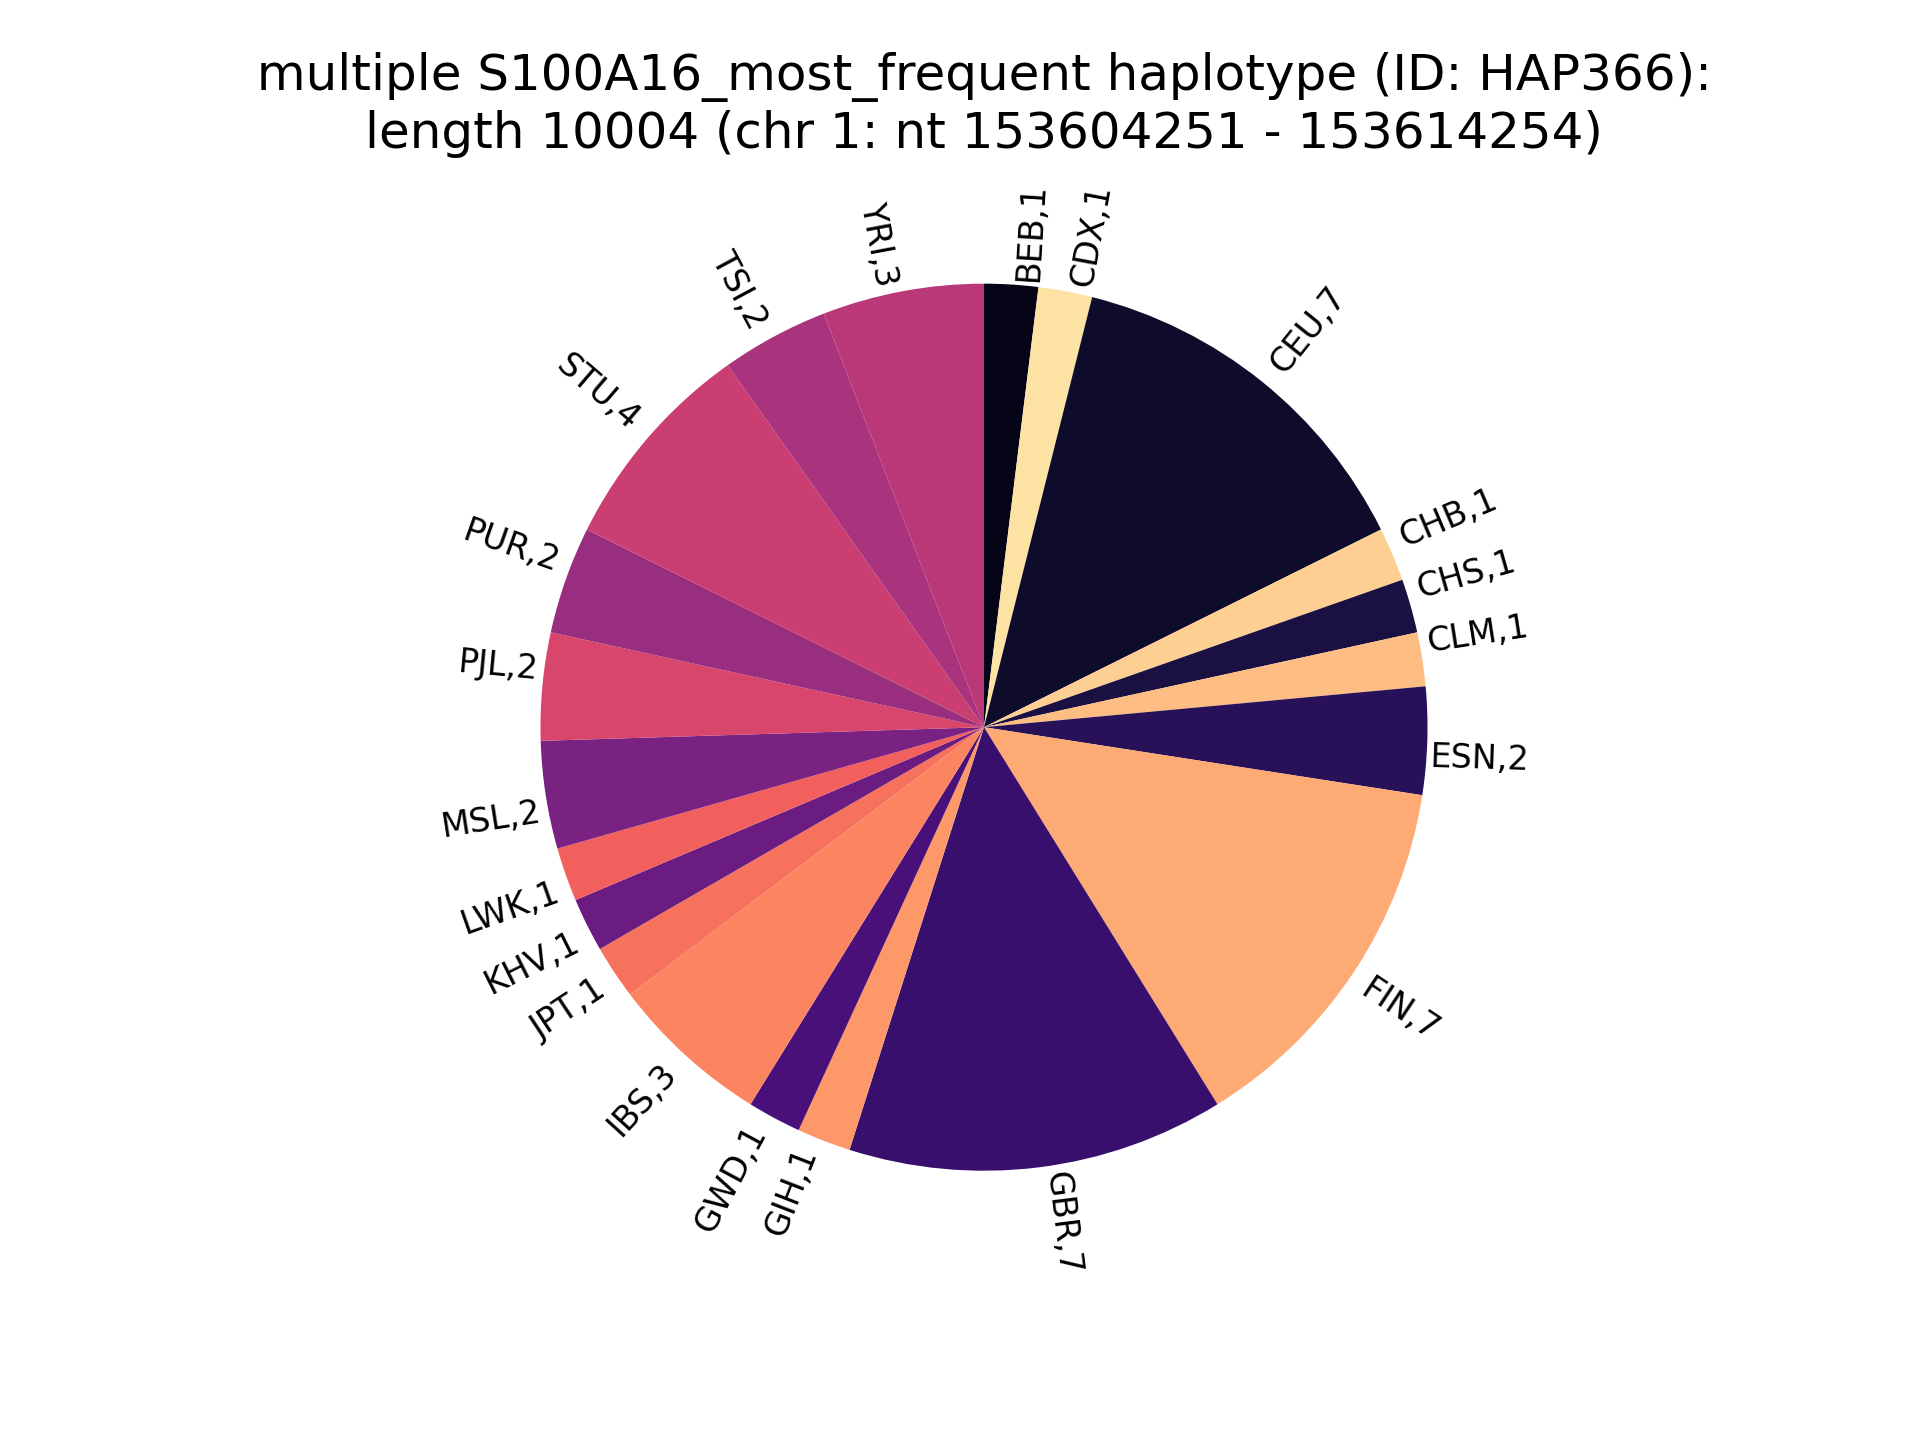 multiple S100A16_most_frequent haplotype (ID: HAP366):
length 10004 (chr 1: nt 153604251 - 153614254)
BEB,1
CDX,1
CEU,7
CHB,1
CHS,1
CLM,1
ESN,2
FIN,7
GBR,7
GIH,1
GWD,1
IBS,3
JPT,1
KHV,1
LWK,1
MSL,2
PJL,2
PUR,2
STU,4
TSI,2
YRI,3